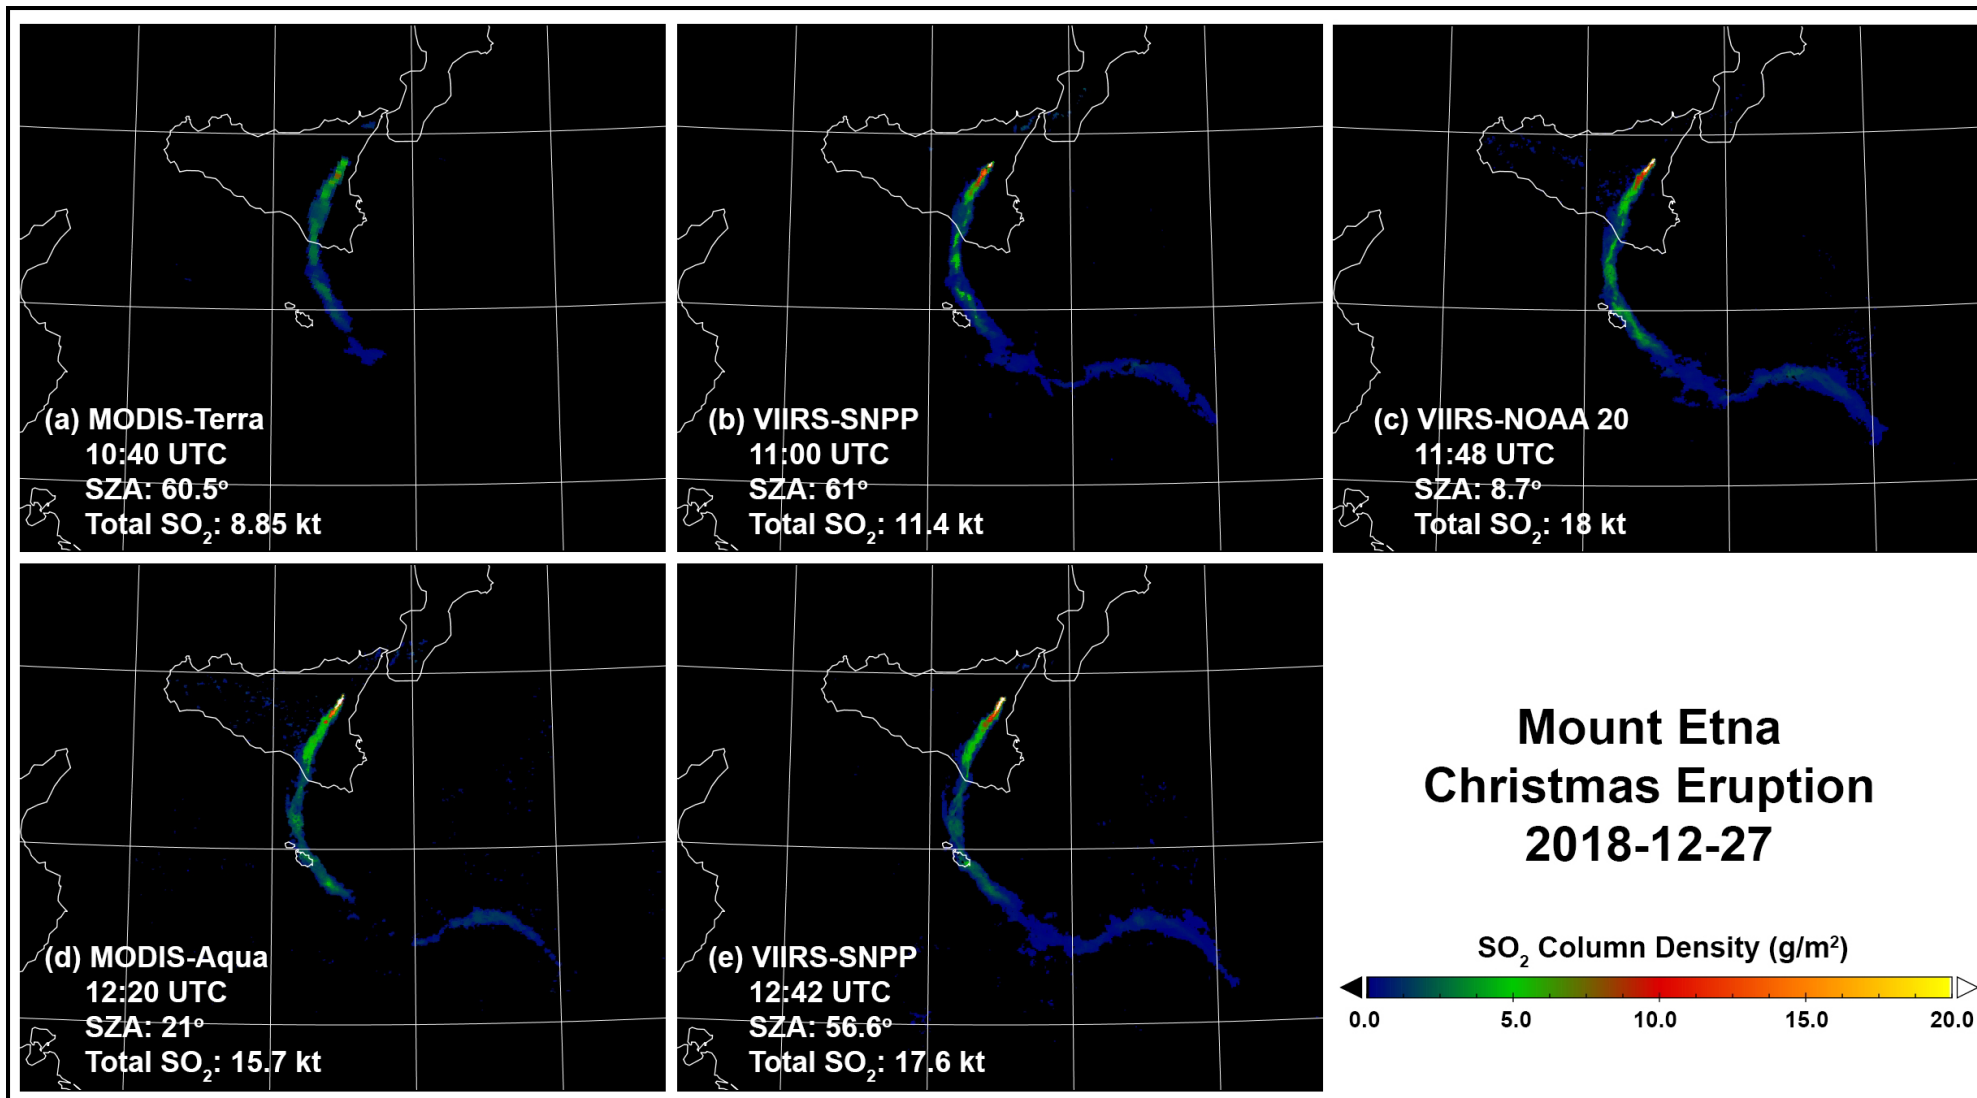 (a) MODIS-Terra
10:40 UTC
SZA: 60.5°
Total SO₂: 8.85 kt
(b) VIIRS-SNPP
11:00 UTC
SZA: 61°
Total SO₂: 11.4 kt
(c) VIIRS-NOAA 20
11:48 UTC
SZA: 8.7°
Total SO₂: 18 kt
(d) MODIS-Aqua
12:20 UTC
SZA: 21°
Total SO₂: 15.7 kt
(e) VIIRS-SNPP
12:42 UTC
SZA: 56.6°
Total SO₂: 17.6 kt
Mount Etna
Christmas Eruption
2018-12-27
SO₂ Column Density (g/m²)
0.0 5.0 10.0 15.0 20.0